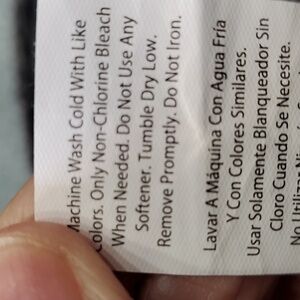 Machine Wash Cold With Like
Colors. Only Non-Chlorine Bleach
When Needed. Do Not Use Any
Softener. Tumble Dry Low.
Remove Promptly. Do Not Iron.
Lavar A Máquina Con Agua Fría
Y Con Colores Similares.
Usar Solamente Blanqueador Sin
Cloro Cuando Se Necesite.
No